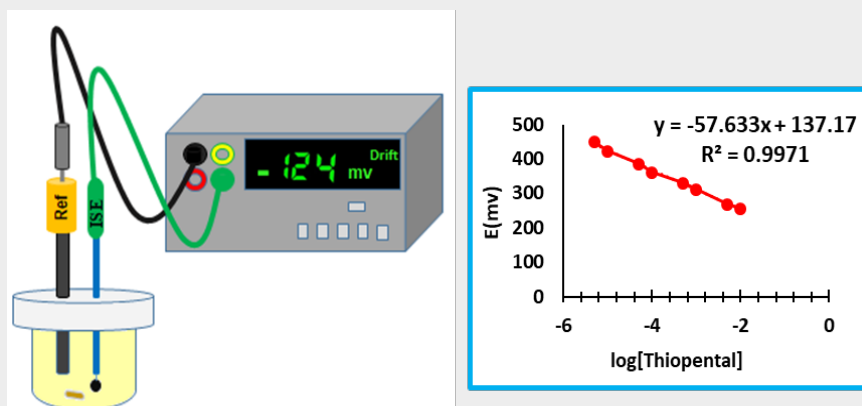 Ref
ISE
Drift
-124 mv
y = -57.633x + 137.17
R² = 0.9971
500
400
300
200
100
0
E(mv)
-6
-4
-2
0
log[Thiopental]